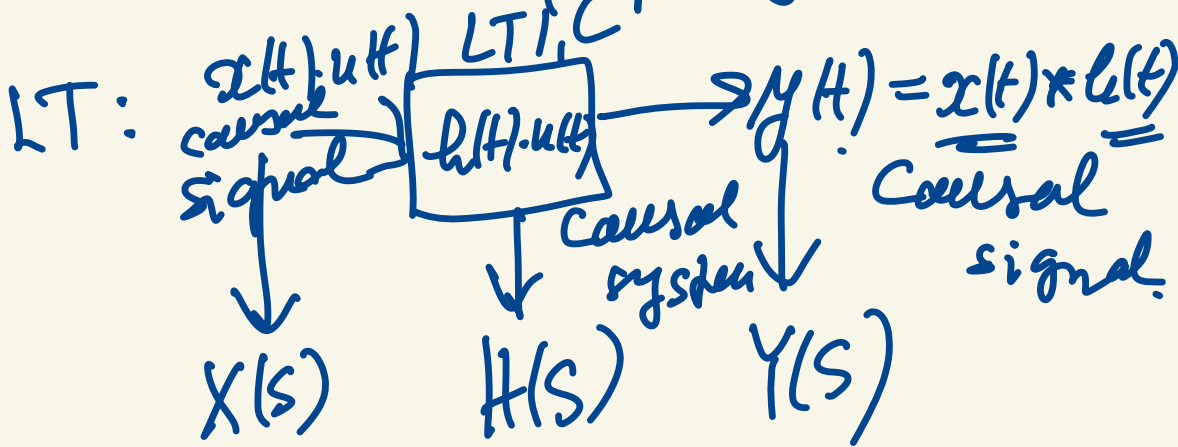 LTI, C
x(t).u(t)
LT: causal signal h(t).u(t) y(t) = x(t) * h(t)
causal system
Causal signal.
X(S) H(S) Y(S)